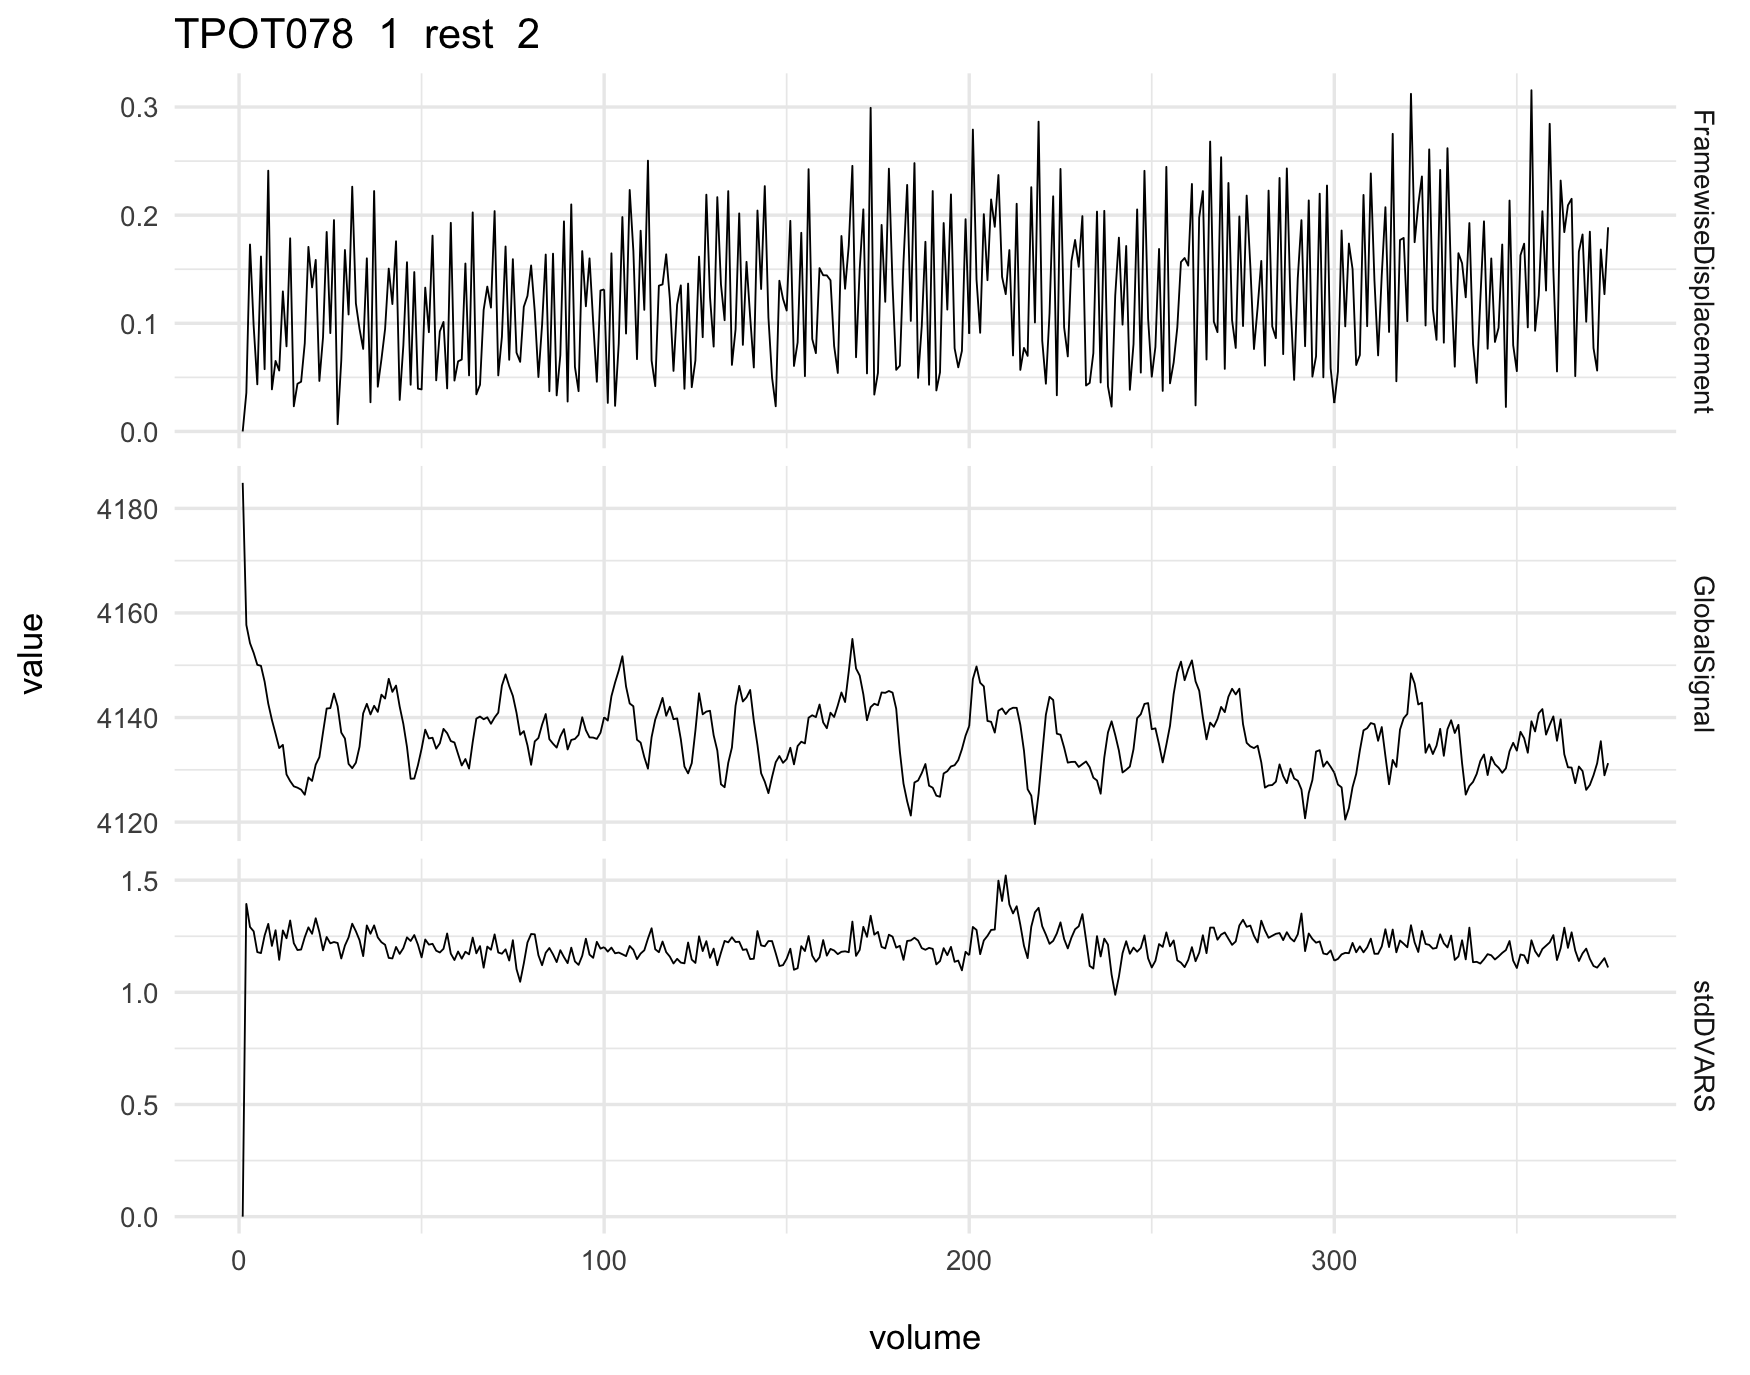 TPOT078 1 rest 2
0.3
0.2
0.1
0.0
FramewiseDisplacement
4180
4160
4140
4120
GlobalSignal
value
1.5
1.0
0.5
0.0
stdDVARS
0 100 200 300
volume